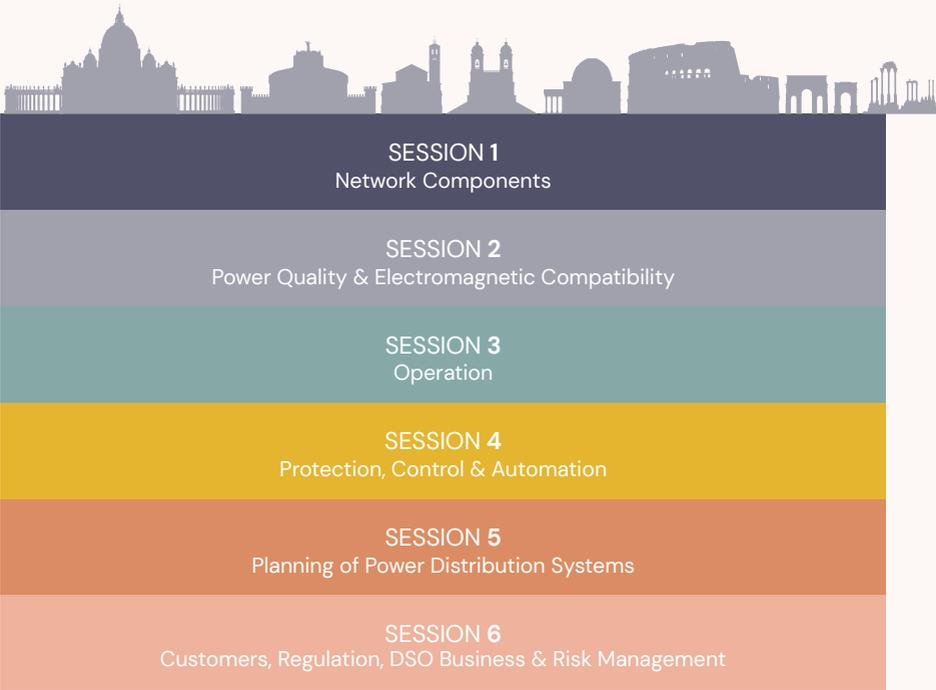 SESSION 1
Network Components
SESSION 2
Power Quality & Electromagnetic Compatibility
SESSION 3
Operation
SESSION 4
Protection, Control & Automation
SESSION 5
Planning of Power Distribution Systems
SESSION 6
Customers, Regulation, DSO Business & Risk Management